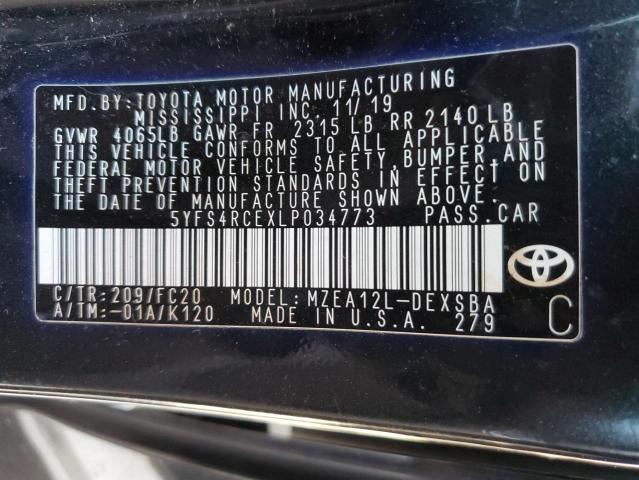 MFD.BY:TOYOTA MOTOR MANUFACTURING
MISSISSIPPI INC. 11/19
GVWR 4065LB GAWR FR 2315 LB RR 2140 LB
THIS VEHICLE CONFORMS TO ALL APPLICABLE
FEDERAL MOTOR VEHICLE SAFETY, BUMPER, AND
THEFT PREVENTION STANDARDS IN EFFECT ON
THE DATE OF MANUFACTURE SHOWN ABOVE.
5YFS4RCEXLP034773 PASS.CAR
C/TR:209/FC20 MODEL:MZEA12L-DEXSBA
A/TM:-01A/K120 MADE IN U.S.A. 279
C